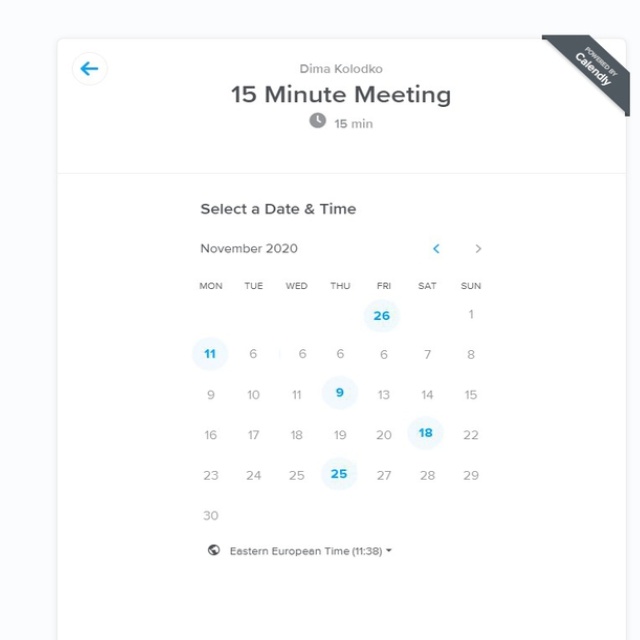 POWERED BY
Calendly
Dima Kolodko
15 Minute Meeting
15 min
Select a Date & Time
November 2020
MON TUE WED THU FRI SAT SUN
26 1
11 6 6 6 6 7 8
9 10 11 9 13 14 15
16 17 18 19 20 18 22
23 24 25 25 27 28 29
30
Eastern European Time (11:38)